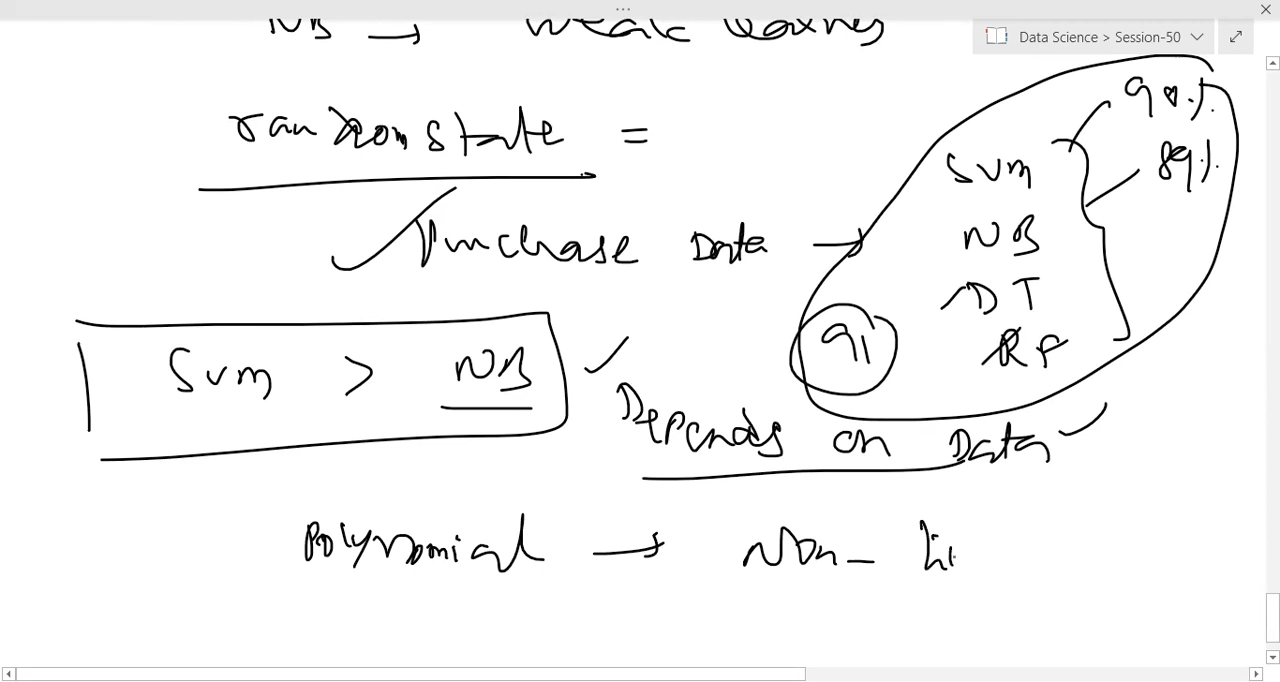 Data Science > Session-50
NB → weak learner
random state =
90%
SVM
89%
Purchase Data →
NB
DT
91
RF
SVM > NB
Depends on Data
Polynomial → Non-li